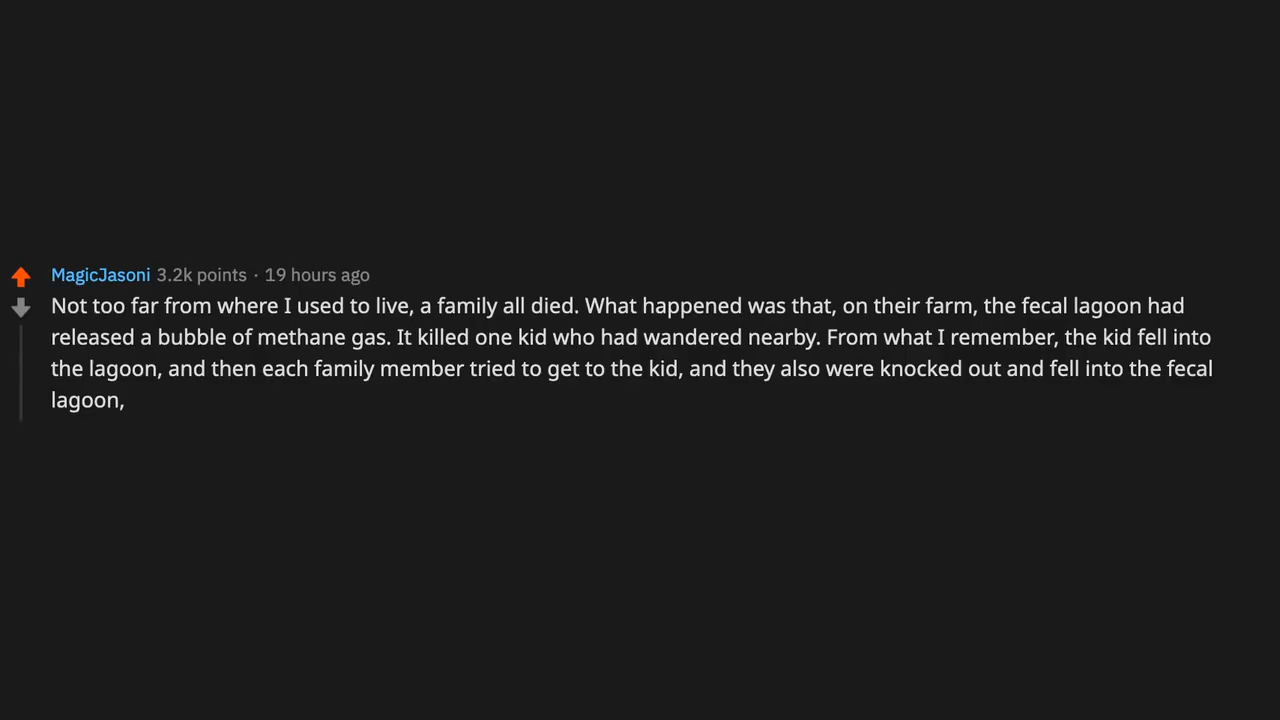 MagicJasoni 3.2k points · 19 hours ago
Not too far from where I used to live, a family all died. What happened was that, on their farm, the fecal lagoon had
released a bubble of methane gas. It killed one kid who had wandered nearby. From what I remember, the kid fell into
the lagoon, and then each family member tried to get to the kid, and they also were knocked out and fell into the fecal
lagoon,